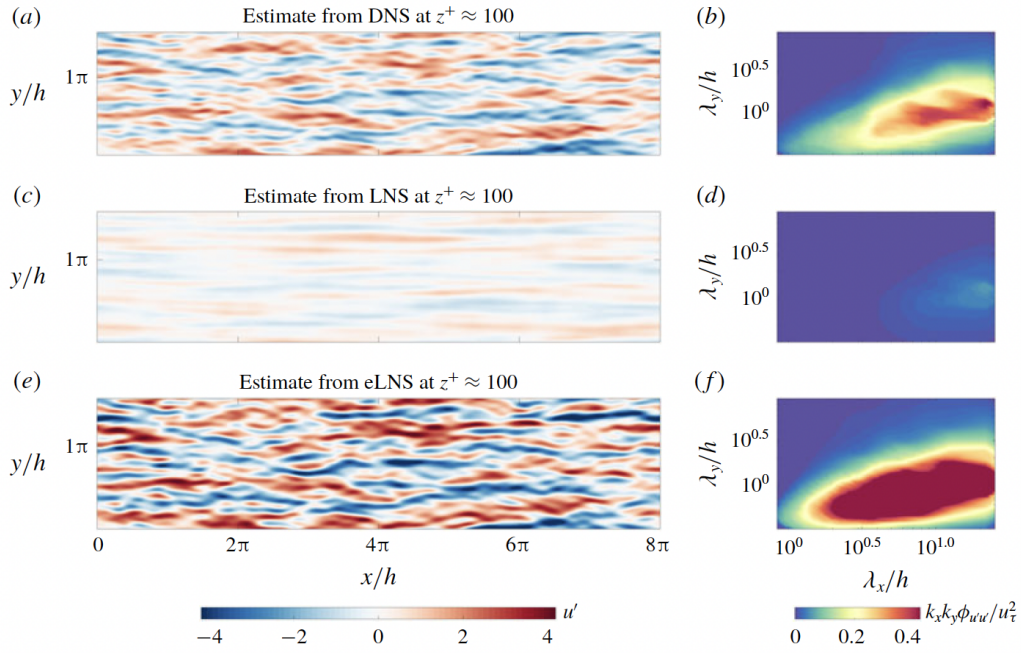 (a) Estimate from DNS at z⁺ ≈ 100 (b)
1π
y/h
λy/h
10^0.5
10^0
(c) Estimate from LNS at z⁺ ≈ 100 (d)
1π
y/h
λy/h
10^0.5
10^0
(e) Estimate from eLNS at z⁺ ≈ 100 (f)
1π
y/h
λy/h
10^0.5
10^0
0 2π 4π 6π 8π 10^0 10^0.5 10^1.0
x/h λx/h
u′ kxkyϕu′u′/uτ²
−4 −2 0 2 4 0 0.2 0.4